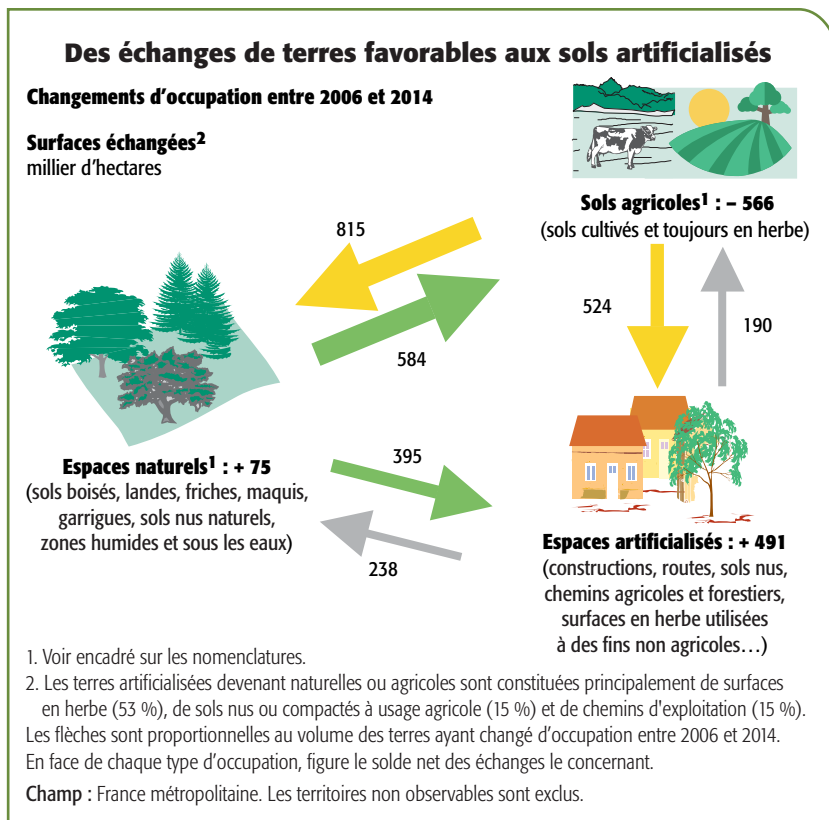 Des échanges de terres favorables aux sols artificialisés
Changements d'occupation entre 2006 et 2014
Surfaces échangées2
millier d'hectares
Sols agricoles1 : – 566
(sols cultivés et toujours en herbe)
815
584
524
190
Espaces naturels1 : + 75
(sols boisés, landes, friches, maquis,
garrigues, sols nus naturels,
zones humides et sous les eaux)
395
238
Espaces artificialisés : + 491
(constructions, routes, sols nus,
chemins agricoles et forestiers,
surfaces en herbe utilisées
à des fins non agricoles…)
1. Voir encadré sur les nomenclatures.
2. Les terres artificialisées devenant naturelles ou agricoles sont constituées principalement de surfaces
en herbe (53 %), de sols nus ou compactés à usage agricole (15 %) et de chemins d'exploitation (15 %).
Les flèches sont proportionnelles au volume des terres ayant changé d'occupation entre 2006 et 2014.
En face de chaque type d'occupation, figure le solde net des échanges le concernant.
Champ : France métropolitaine. Les territoires non observables sont exclus.